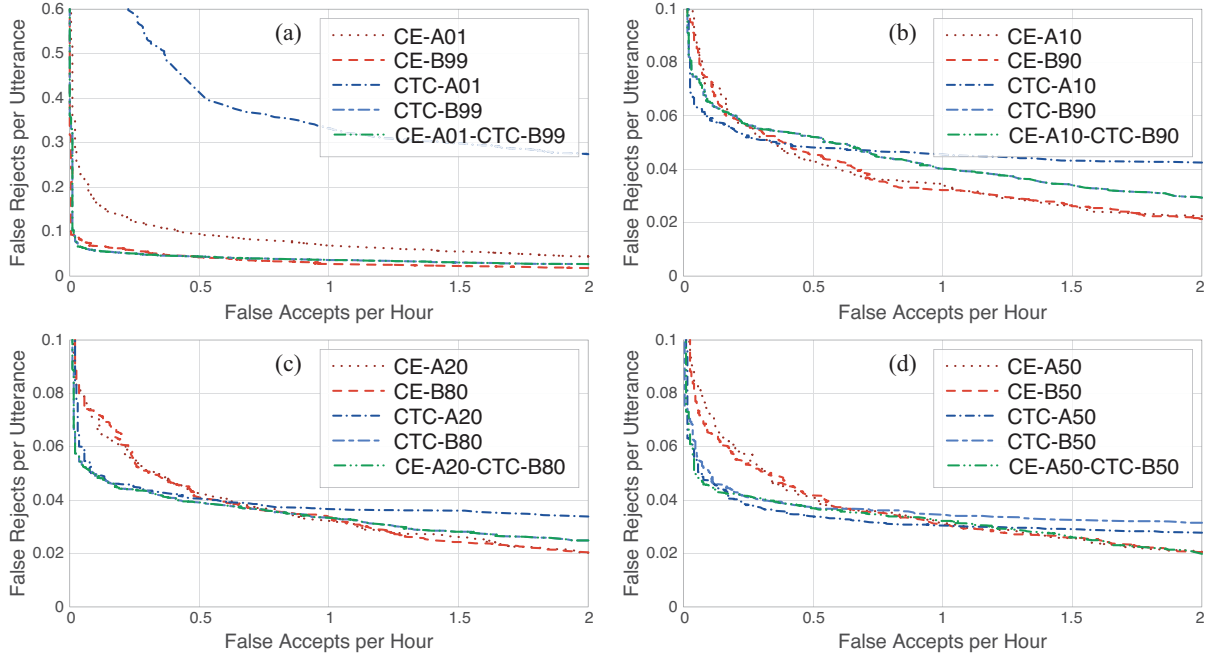 (a)
CE-A01
CE-B99
CTC-A01
CTC-B99
CE-A01-CTC-B99
0.6
0.5
0.4
0.3
0.2
0.1
0
0
0.5
1
1.5
2
False Rejects per Utterance
False Accepts per Hour
(b)
CE-A10
CE-B90
CTC-A10
CTC-B90
CE-A10-CTC-B90
0.1
0.08
0.06
0.04
0.02
0
0
0.5
1
1.5
2
False Rejects per Utterance
False Accepts per Hour
(c)
CE-A20
CE-B80
CTC-A20
CTC-B80
CE-A20-CTC-B80
0.1
0.08
0.06
0.04
0.02
0
0
0.5
1
1.5
2
False Rejects per Utterance
False Accepts per Hour
(d)
CE-A50
CE-B50
CTC-A50
CTC-B50
CE-A50-CTC-B50
0.1
0.08
0.06
0.04
0.02
0
0
0.5
1
1.5
2
False Rejects per Utterance
False Accepts per Hour